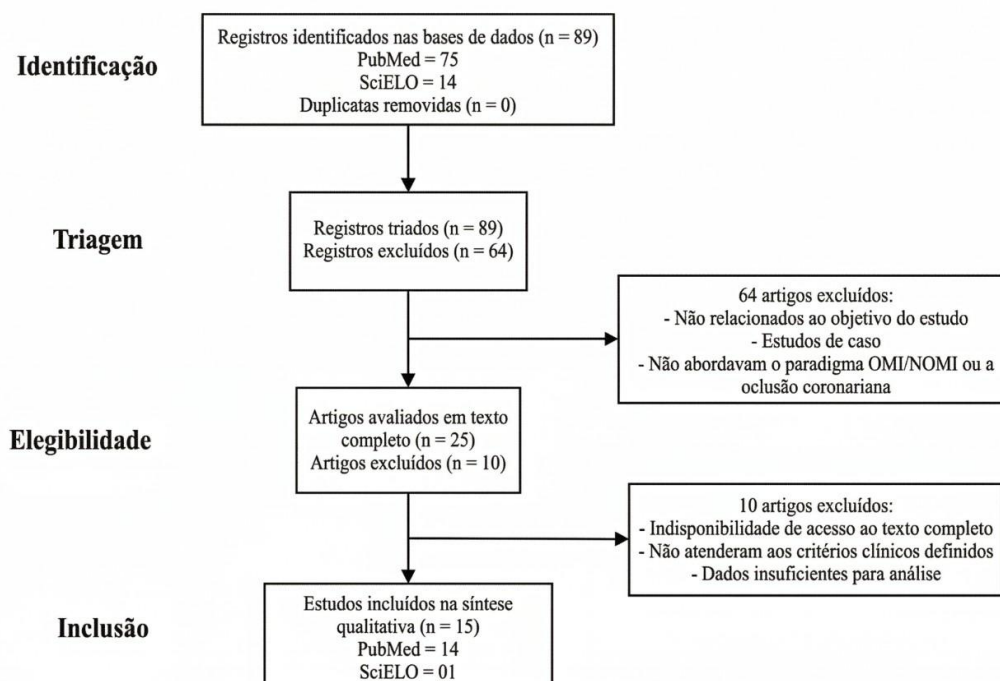 Identificação
Registros identificados nas bases de dados (n = 89)
PubMed = 75
SciELO = 14
Duplicatas removidas (n = 0)
Triagem
Registros triados (n = 89)
Registros excluídos (n = 64)
64 artigos excluídos:
- Não relacionados ao objetivo do estudo
- Estudos de caso
- Não abordavam o paradigma OMI/NOMI ou a
oclusão coronariana
Elegibilidade
Artigos avaliados em texto
completo (n = 25)
Artigos excluídos (n = 10)
10 artigos excluídos:
- Indisponibilidade de acesso ao texto completo
- Não atenderam aos critérios clínicos definidos
- Dados insuficientes para análise
Inclusão
Estudos incluídos na síntese
qualitativa (n = 15)
PubMed = 14
SciELO = 01